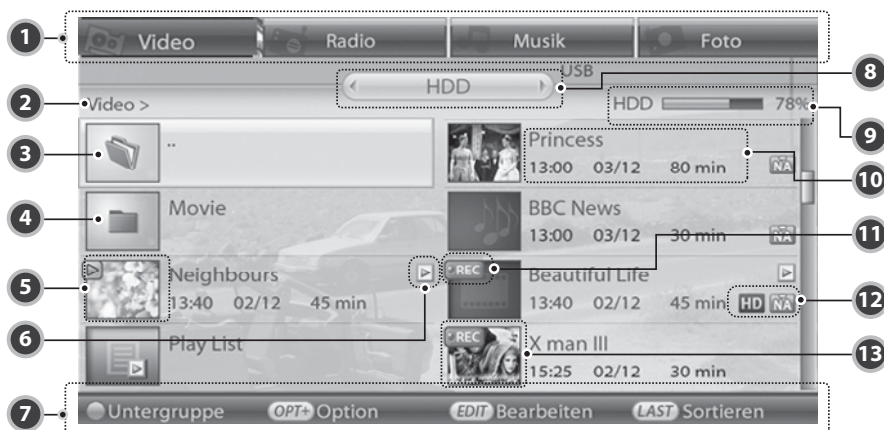 1 Video Radio Musik Foto
USB
HDD 8
2 Video > HDD 78% 9
3 .. Princess
13:00 03/12 80 min NA 10
4 Movie BBC News
13:00 03/12 30 min NA 11
5 Neighbours REC Beautiful Life
13:40 02/12 45 min 13:40 02/12 45 min HD NA 12
6 Play List REC X man III 13
15:25 02/12 30 min
7 Untergruppe OPT+ Option EDIT Bearbeiten LAST Sortieren